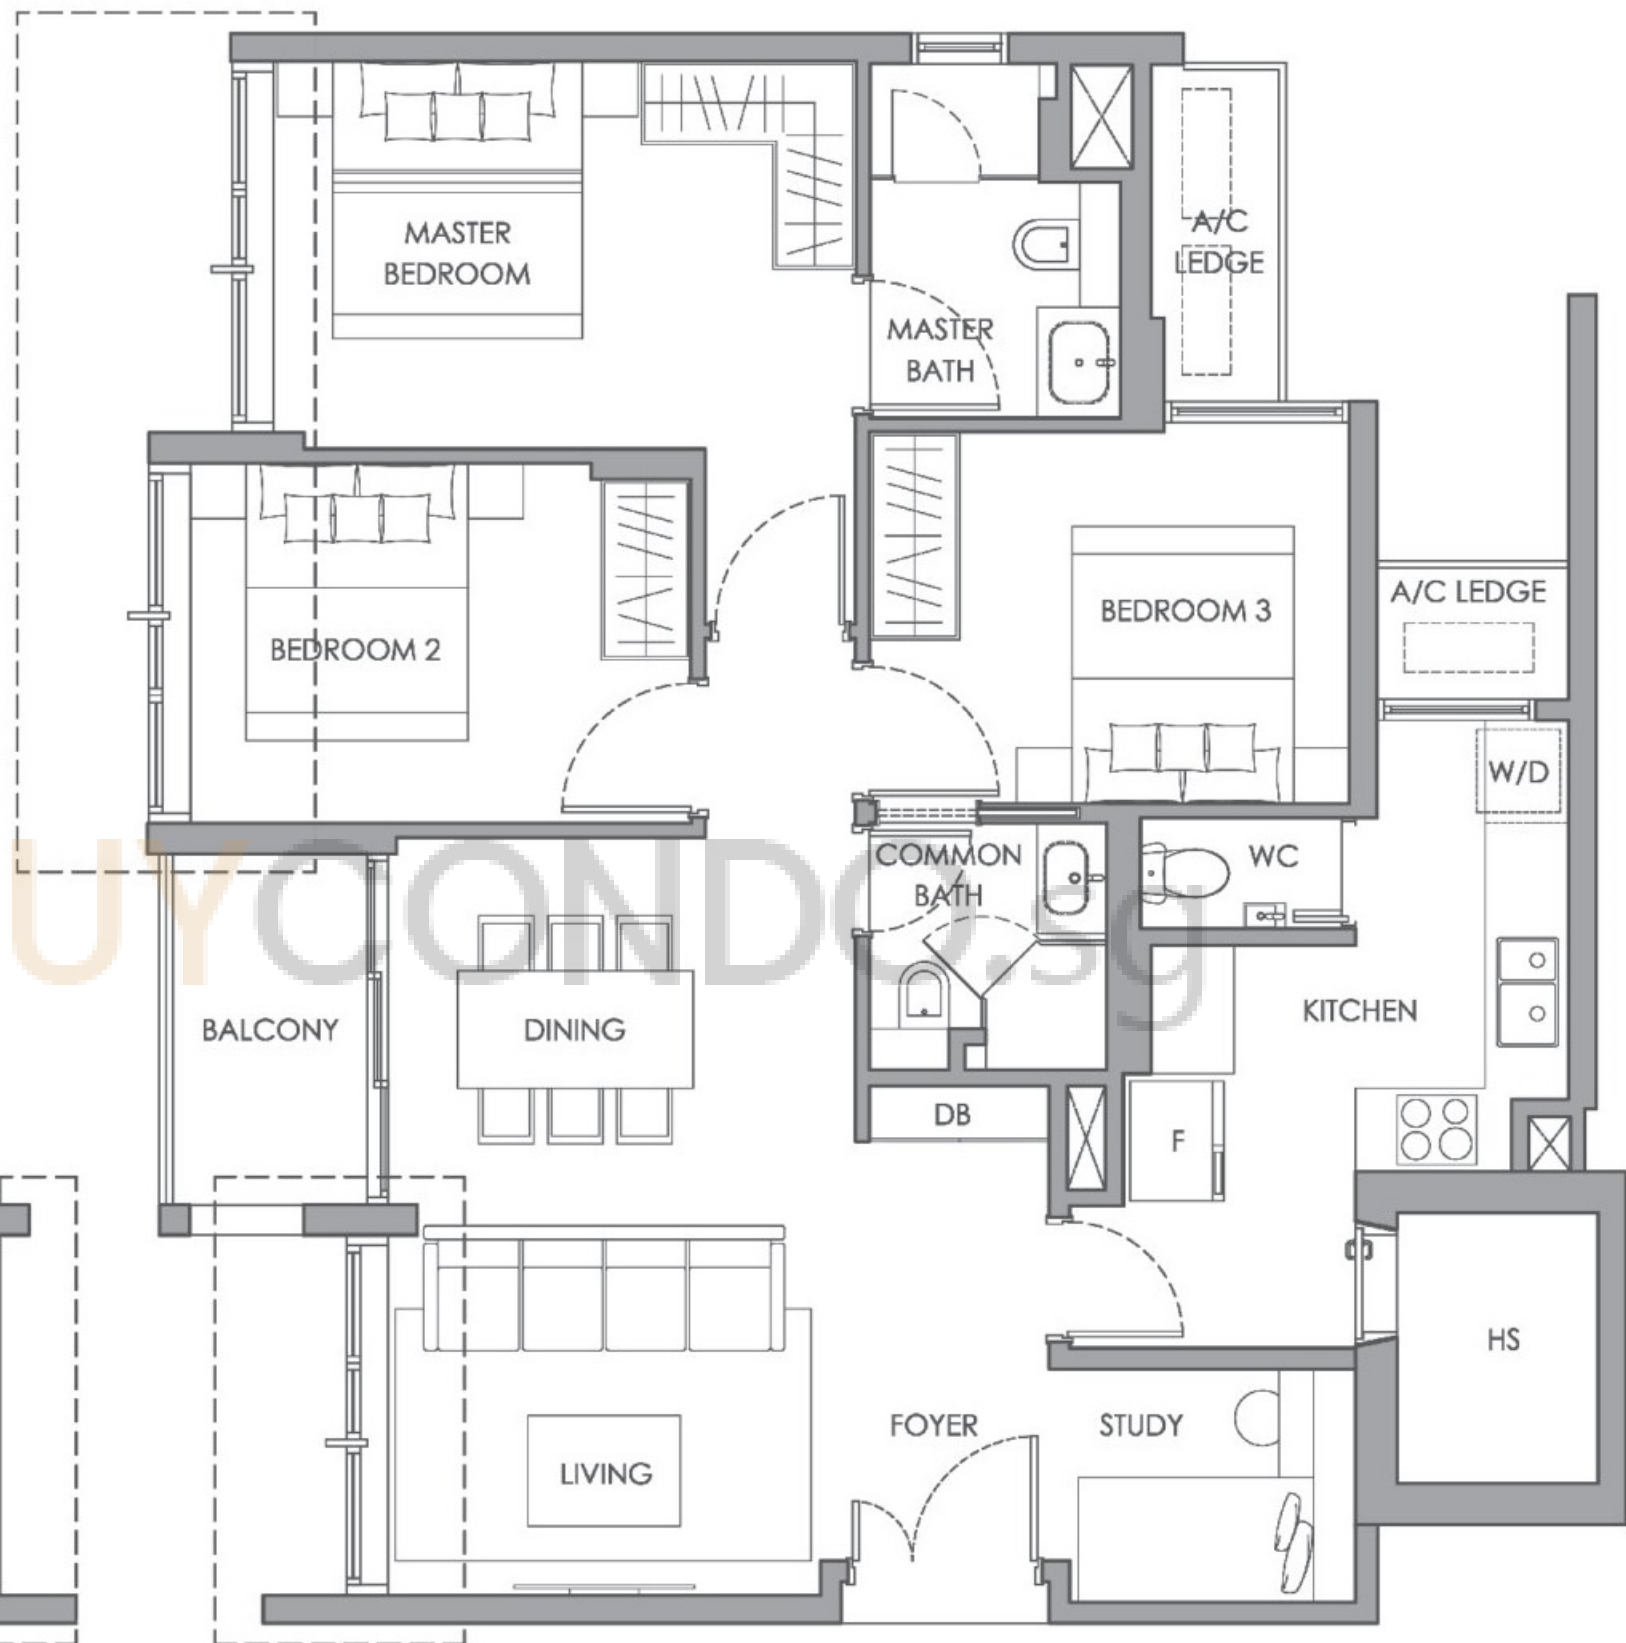 MASTER
BEDROOM
A/C
LEDGE
MASTER
BATH
A/C LEDGE
BEDROOM 3
BEDROOM 2
W/D
COMMON
BATH
WC
UYCONDO.sg
BALCONY
DINING
KITCHEN
DB
F
HS
FOYER
STUDY
LIVING